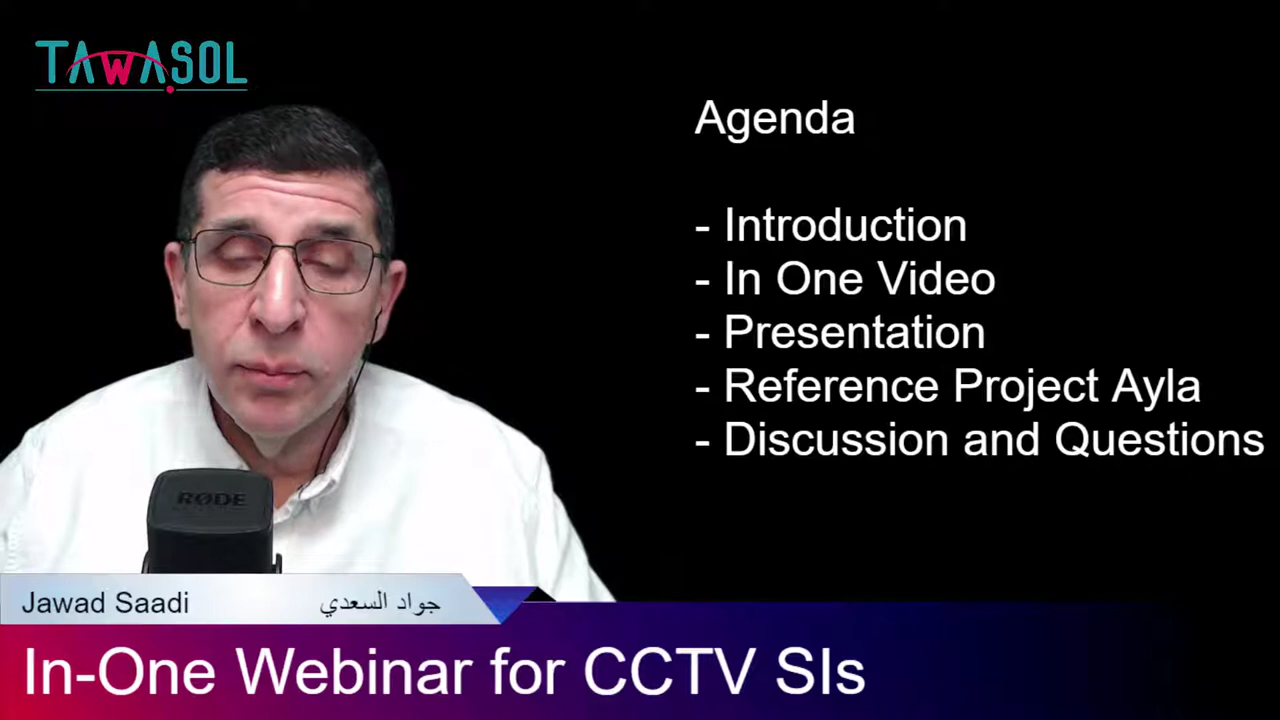 TAWASOL
Agenda
- Introduction
- In One Video
- Presentation
- Reference Project Ayla
- Discussion and Questions
RØDE
Jawad Saadi جواد السعدي
In-One Webinar for CCTV SIs